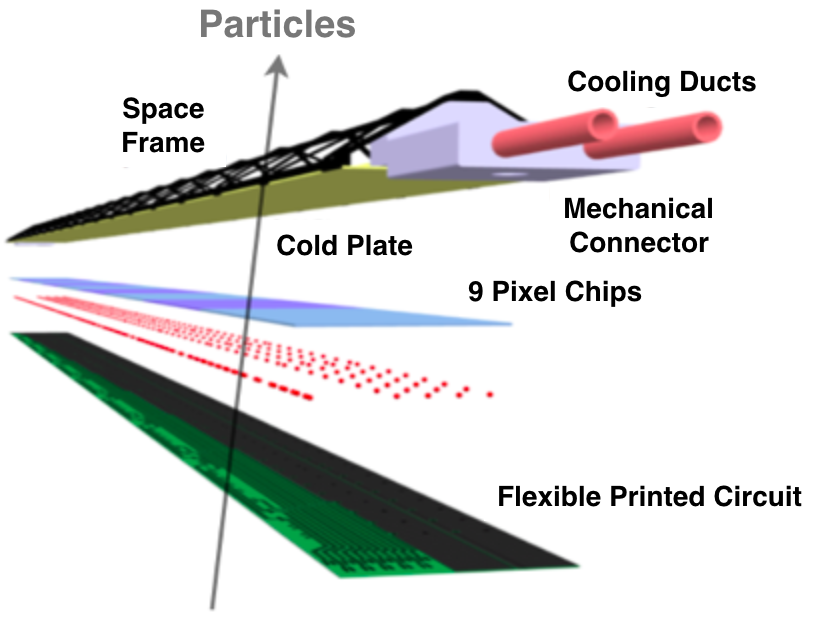 Particles
Cooling Ducts
Space
Frame
Mechanical
Connector
Cold Plate
9 Pixel Chips
Flexible Printed Circuit